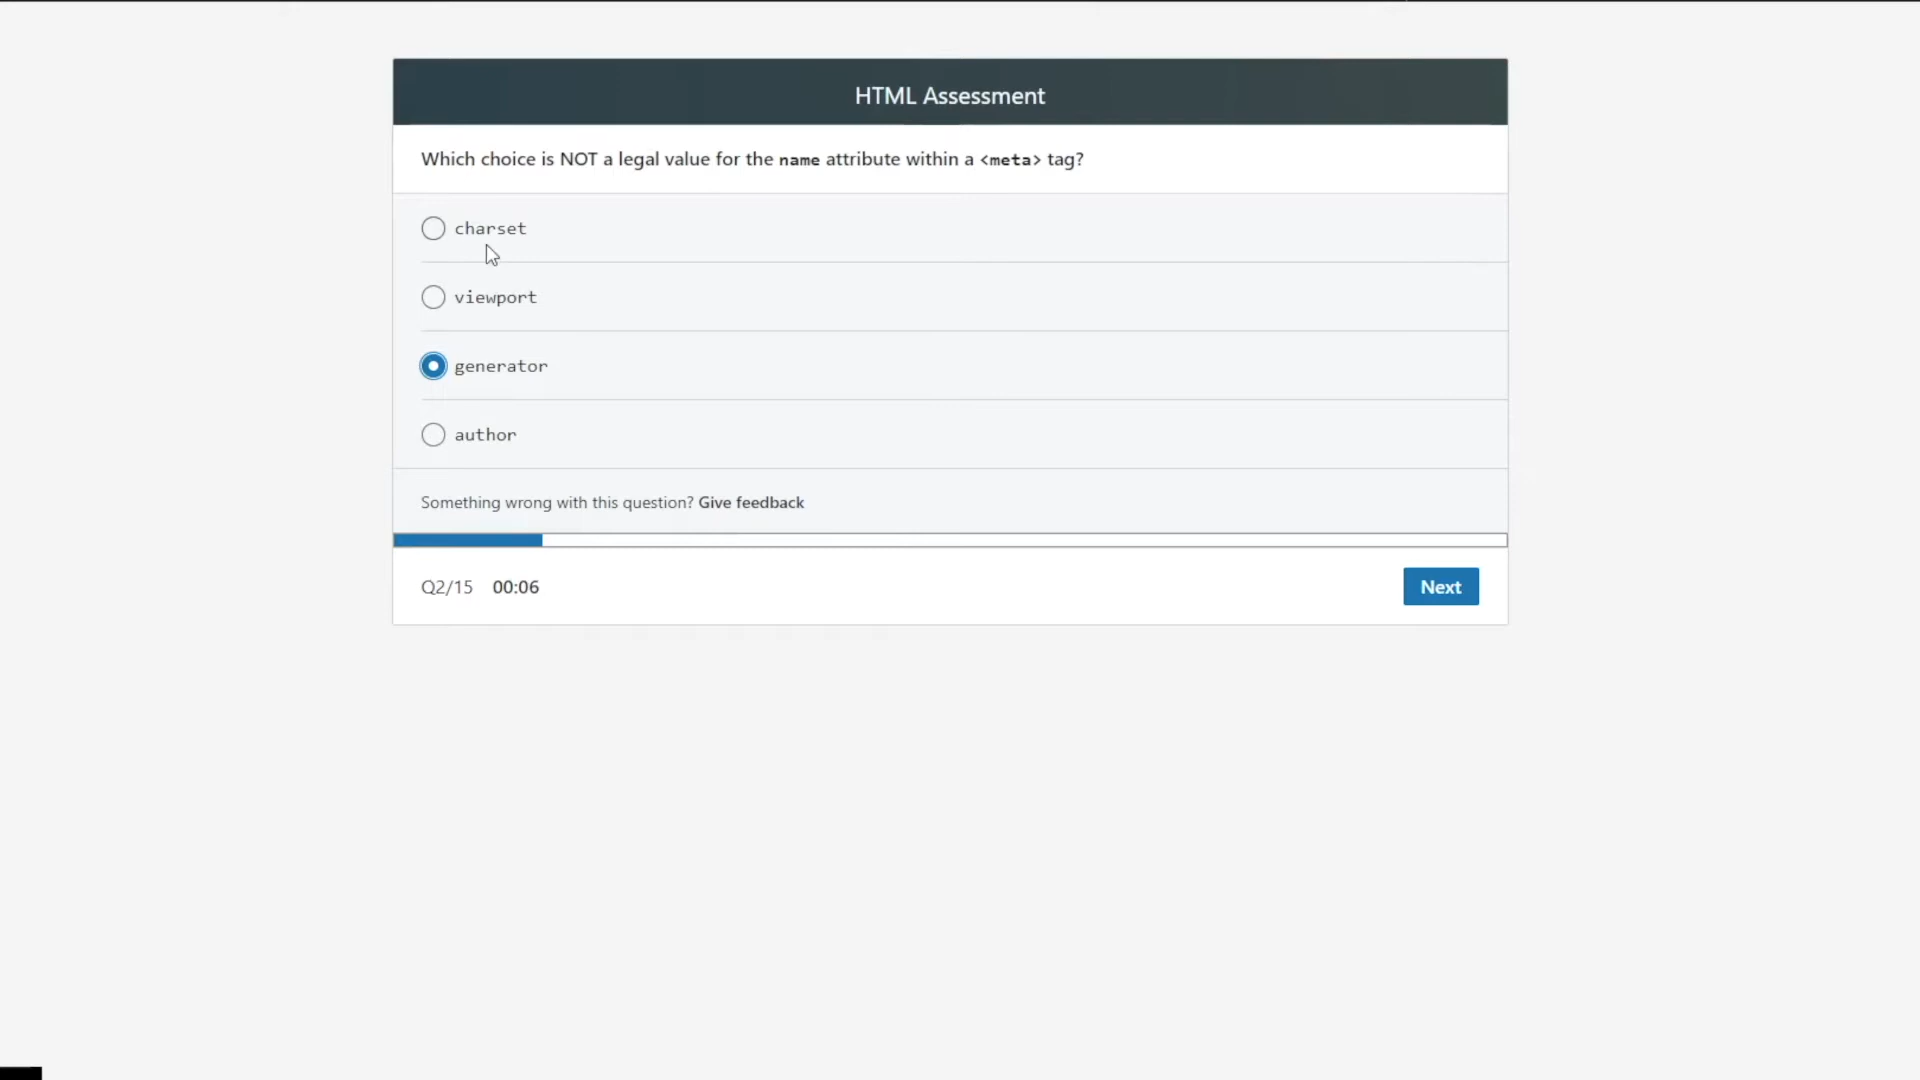 HTML Assessment
Which choice is NOT a legal value for the name attribute within a <meta> tag?
charset
viewport
generator
author
Something wrong with this question? Give feedback
Q2/15 00:06
Next